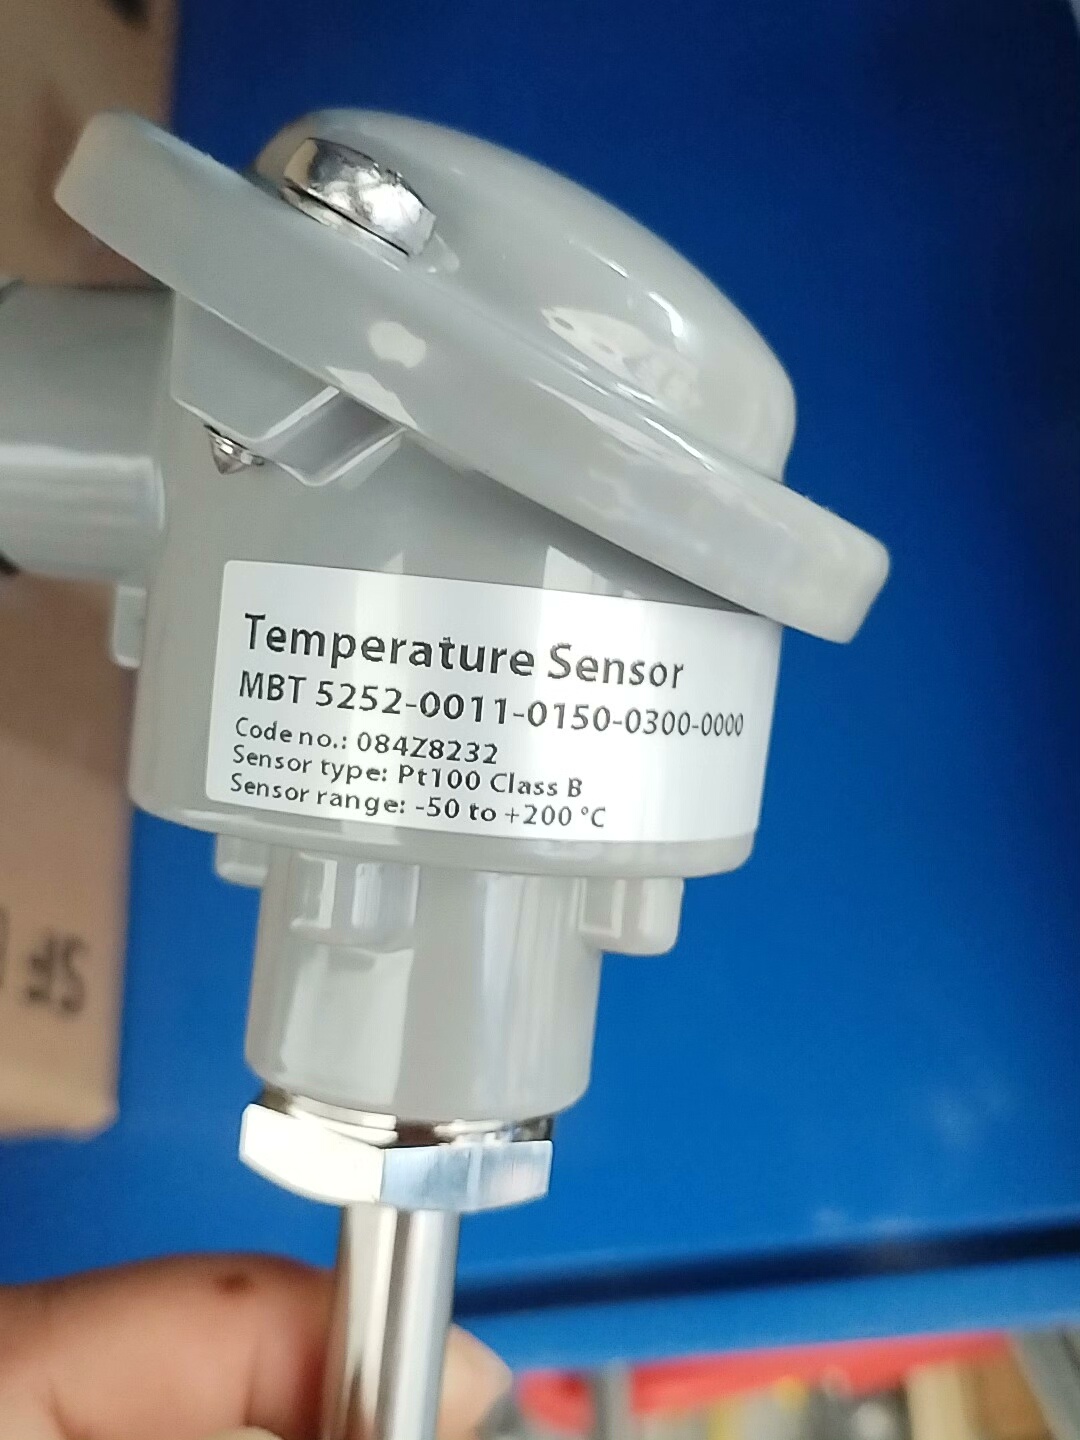 Temperature Sensor
MBT 5252-0011-0150-0300-0000
Code no.: 084Z8232
Sensor type: Pt100 Class B
Sensor range: -50 to +200 °C
SF